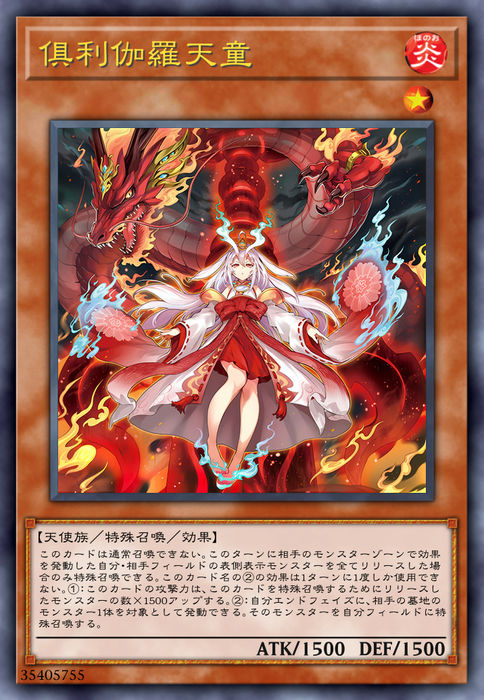 倶利伽羅天童
ほのお
炎
【天使族／特殊召喚／効果】
このカードは通常召喚できない。このターンに相手のモンスターゾーンで効果
を発動した自分・相手フィールドの表側表示モンスターを全てリリースした場
合のみ特殊召喚できる。このカード名の②の効果は1ターンに1度しか使用でき
ない。①：このカードの攻撃力は、このカードを特殊召喚するためにリリースし
たモンスターの数×1500アップする。②：自分エンドフェイズに、相手の墓地の
モンスター1体を対象として発動できる。そのモンスターを自分フィールドに特
殊召喚する。
ATK/1500 DEF/1500
35405755